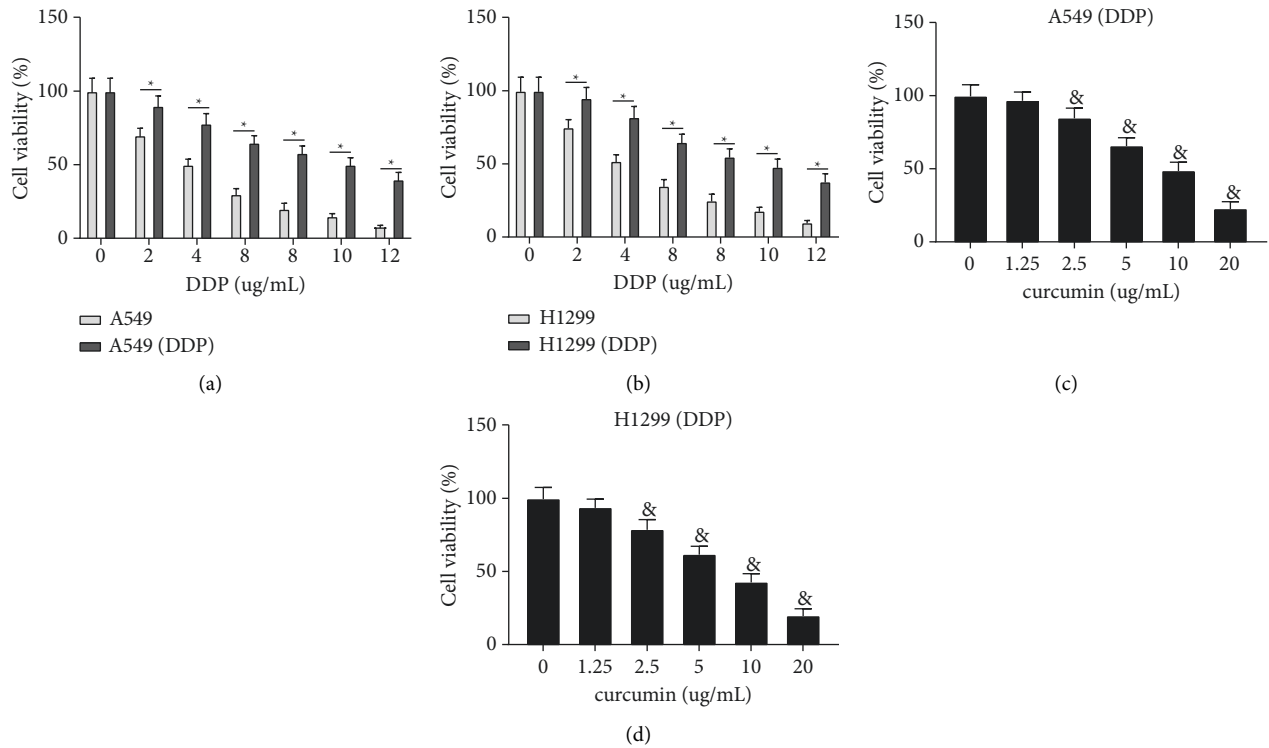 150
100
50
0
Cell viability (%)
* * * * * *
0 2 4 8 8 10 12
DDP (ug/mL)
A549
A549 (DDP)
(a)
150
100
50
0
Cell viability (%)
* * * * * *
0 2 4 8 8 10 12
DDP (ug/mL)
H1299
H1299 (DDP)
(b)
A549 (DDP)
150
100
50
0
Cell viability (%)
& & & &
0 1.25 2.5 5 10 20
curcumin (ug/mL)
(c)
H1299 (DDP)
150
100
50
0
Cell viability (%)
& & & &
0 1.25 2.5 5 10 20
curcumin (ug/mL)
(d)